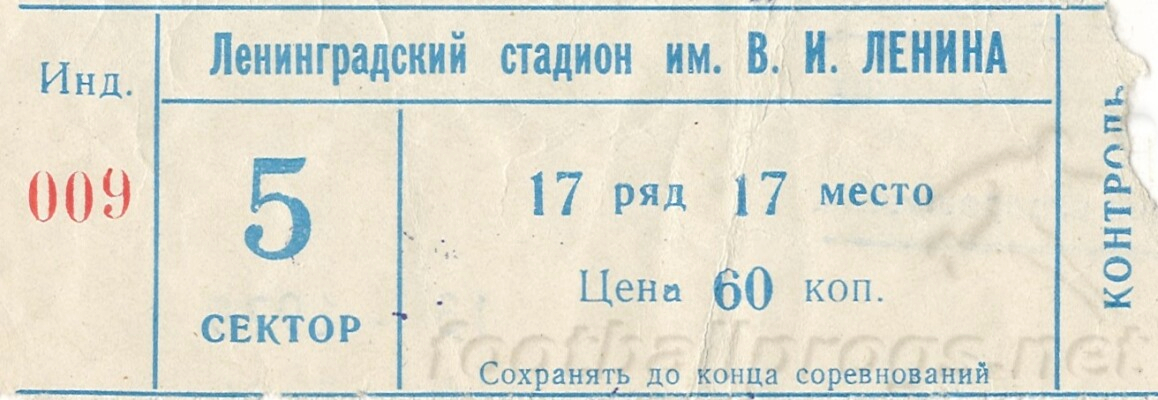 Инд.
009
Ленинградский стадион им. В. И. ЛЕНИНА
5
СЕКТОР
17 ряд 17 место
Цена 60 коп.
Сохранять до конца соревнований
КОНТРОЛЬ
footballprogs.net